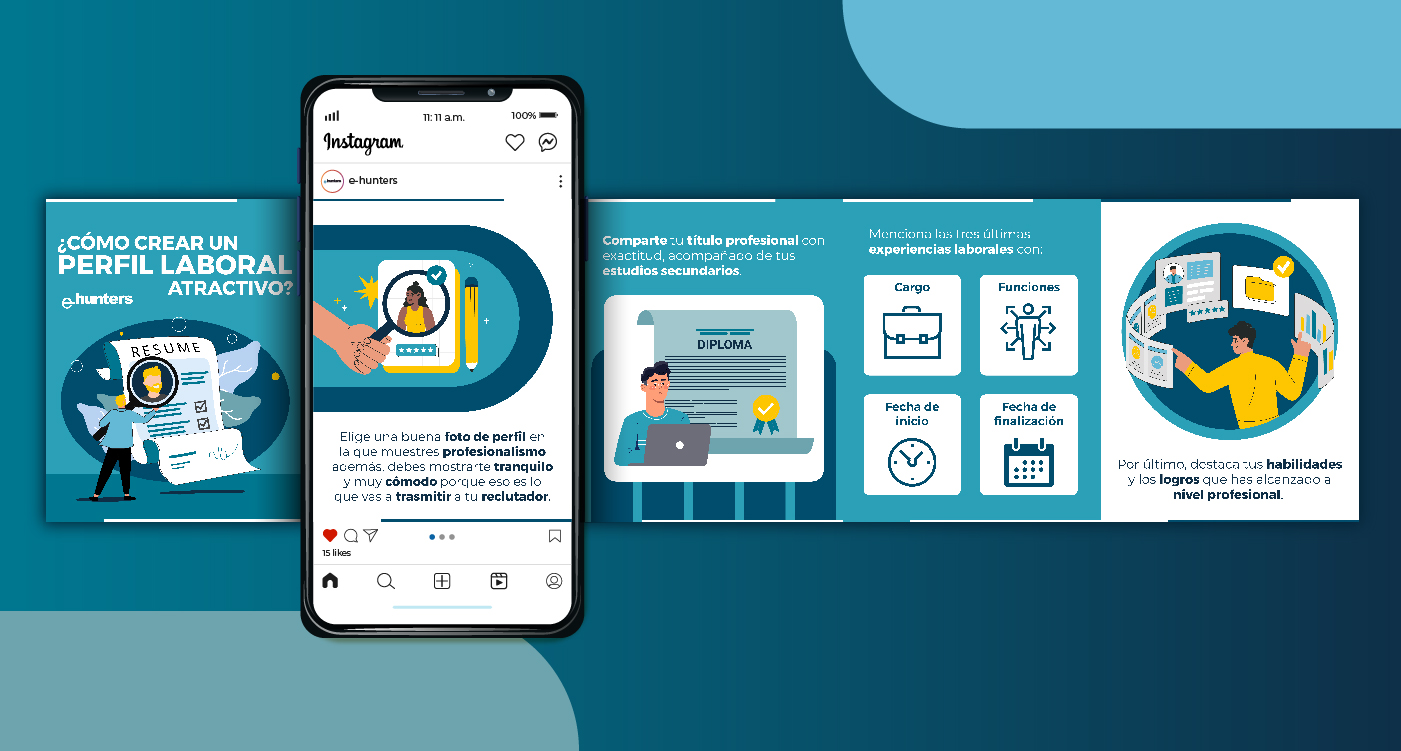 ¿CÓMO CREAR UN
PERFIL LABORAL
ATRACTIVO?
e-hunters
RESUME
11:11 a.m.
100%
Instagram
e-hunters
Elige una buena foto de perfil en
la que muestres profesionalismo
además, debes mostrarte tranquilo
y muy cómodo porque eso es lo
que vas a trasmitir a tu reclutador.
15 likes
Comparte tu título profesional con
exactitud, acompañado de tus
estudios secundarios.
DIPLOMA
Menciona las tres últimas
experiencias laborales con:
Cargo
Funciones
Fecha de
inicio
Fecha de
finalización
Por último, destaca tus habilidades
y los logros que has alcanzado a
nivel profesional.